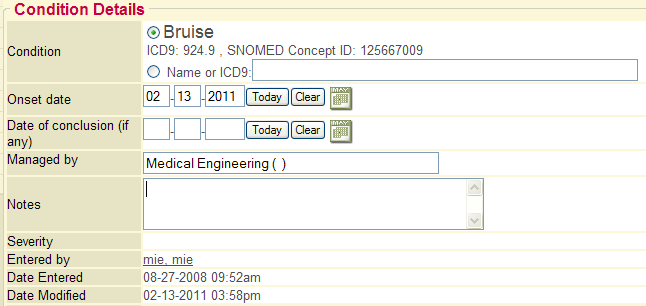 Condition Details
Condition
Bruise
ICD9: 924.9 , SNOMED Concept ID: 125667009
Name or ICD9:
Onset date 02 - 13 - 2011 Today Clear MAY
Date of conclusion (if any) - - Today Clear MAY
Managed by Medical Engineering ( )
Notes
Severity
Entered by mie, mie
Date Entered 08-27-2008 09:52am
Date Modified 02-13-2011 03:58pm